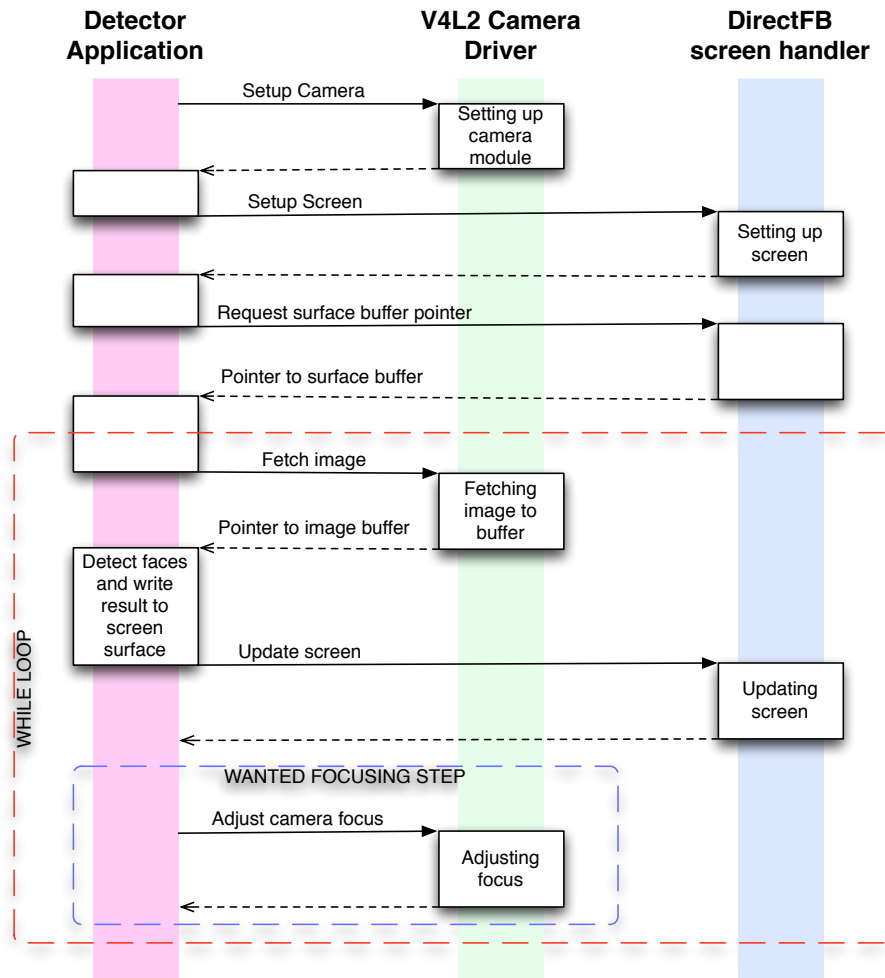 Detector
Application
V4L2 Camera
Driver
DirectFB
screen handler
Setup Camera
Setting up
camera
module
Setup Screen
Setting up
screen
Request surface buffer pointer
Pointer to surface buffer
Fetch image
Fetching
image to
buffer
Pointer to image buffer
Detect faces
and write
result to
screen
surface
Update screen
Updating
screen
WHILE LOOP
WANTED FOCUSING STEP
Adjust camera focus
Adjusting
focus